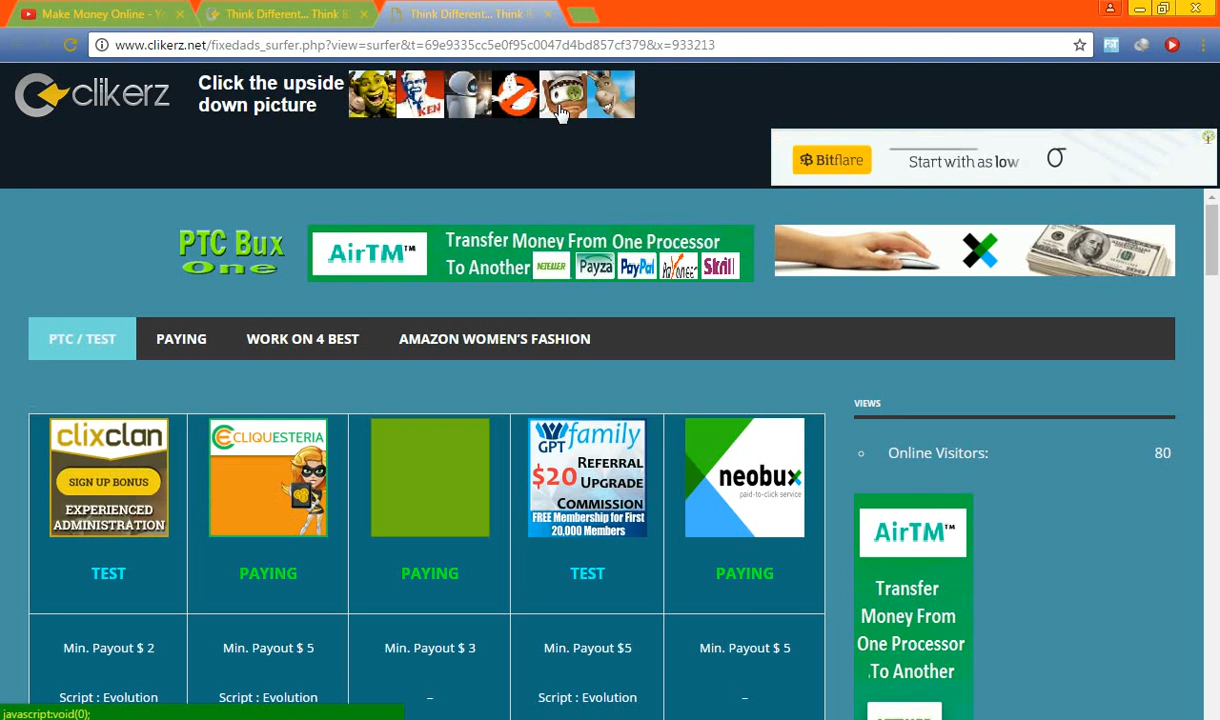 Make Money Online - Y
Think Different... Think B
Think Different... Think B
www.clikerz.net/fixedads_surfer.php?view=surfer&t=69e9335cc5e0f95c0047d4bd857cf379&x=933213
clikerz
Click the upside
down picture
KEN
Bitflare
Start with as low
PTC Bux
One
AirTM™
Transfer Money From One Processor
To Another NETELLER Payza PayPal Payoneer Skrill
PTC / TEST PAYING WORK ON 4 BEST AMAZON WOMEN'S FASHION
VIEWS
Online Visitors: 80
clixclan
SIGN UP BONUS
EXPERIENCED
ADMINISTRATION
CLIQUESTERIA
GPT family
$20 REFERRAL
UPGRADE
COMMISSION
FREE Membership for First
20,000 Members
neobux
paid-to-click service
TEST PAYING PAYING TEST PAYING
Min. Payout $ 2 Min. Payout $ 5 Min. Payout $ 3 Min. Payout $5 Min. Payout $ 5
Script : Evolution Script : Evolution – Script : Evolution –
AirTM™
Transfer
Money From
One Processor
.To Another
javascript:void(0);